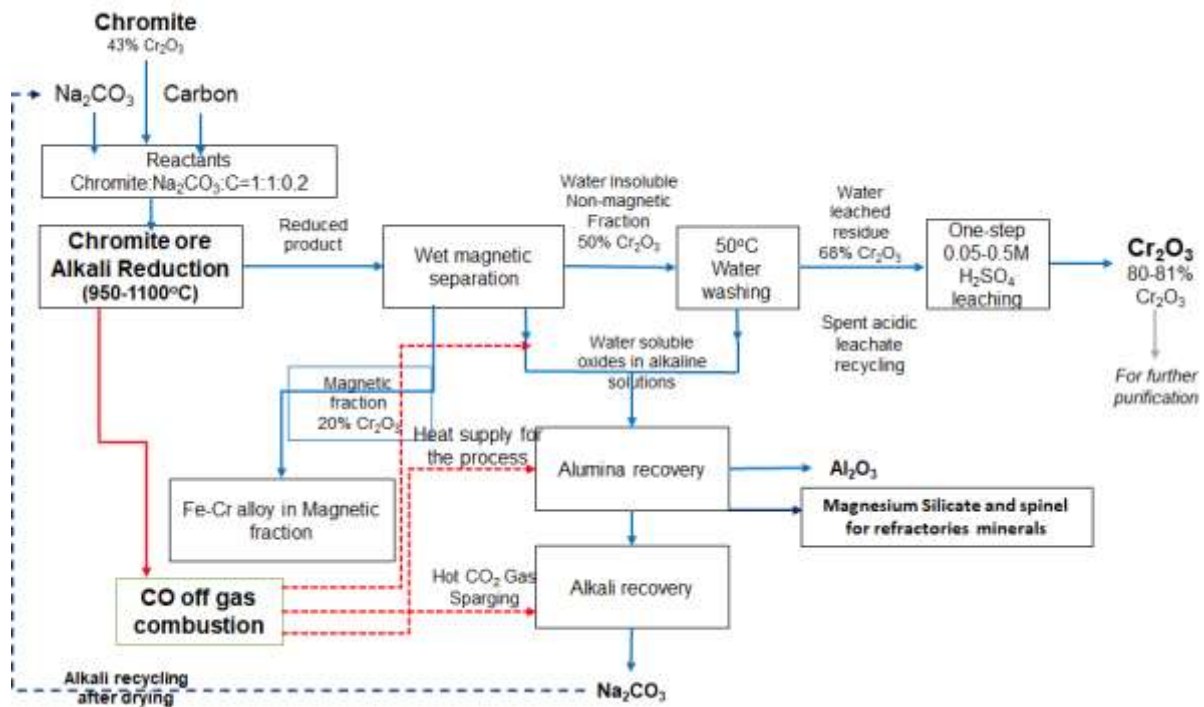 Chromite
43% Cr₂O₃
Na₂CO₃
Carbon
Reactants
Chromite:Na₂CO₃:C=1:1:0.2
Chromite ore
Alkali Reduction
(950-1100°C)
Reduced
product
Wet magnetic
separation
Water Insoluble
Non-magnetic
Fraction
50% Cr₂O₃
50°C
Water
washing
Water
leached
residue
66% Cr₂O₃
One-step
0.05-0.5M
H₂SO₄
leaching
Cr₂O₃
80-81%
Cr₂O₃
Spent acidic
leachate
recycling
For further
purification
Water soluble
oxides in alkaline
solutions
Magnetic
fraction
20% Cr₂O₃
Heat supply for
the process
Alumina recovery
Al₂O₃
Magnesium Silicate and spinel
for refractories minerals
Fe-Cr alloy in Magnetic
fraction
Hot CO₂ Gas
Sparging
Alkali recovery
CO off gas
combustion
Alkali recycling
after drying
Na₂CO₃